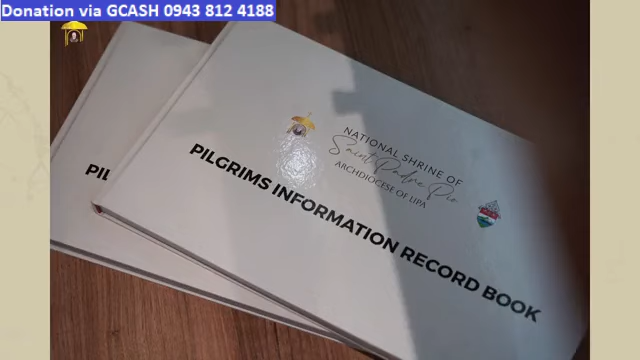 Donation via GCASH 0943 812 4188
NATIONAL SHRINE OF
Saint Padre Pio
ARCHDIOCESE OF LIPA
PILGRIMS INFORMATION RECORD BOOK